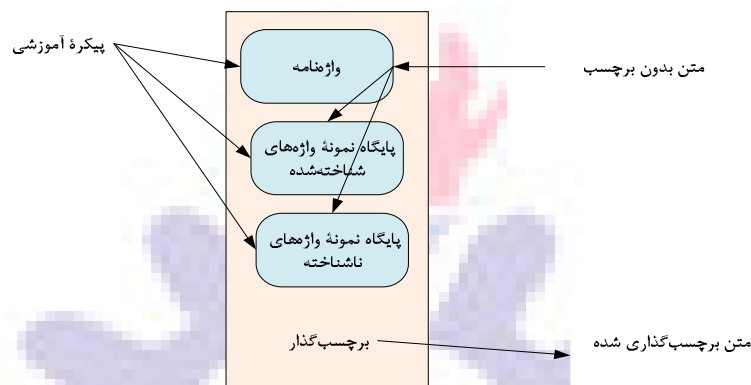 پیکرهٔ آموزشی
واژه‌نامه
متن بدون برچسب
پایگاه نمونهٔ واژه‌های
شناخته‌شده
پایگاه نمونهٔ واژه‌های
ناشناخته
برچسب‌گذار
متن برچسب‌گذاری شده